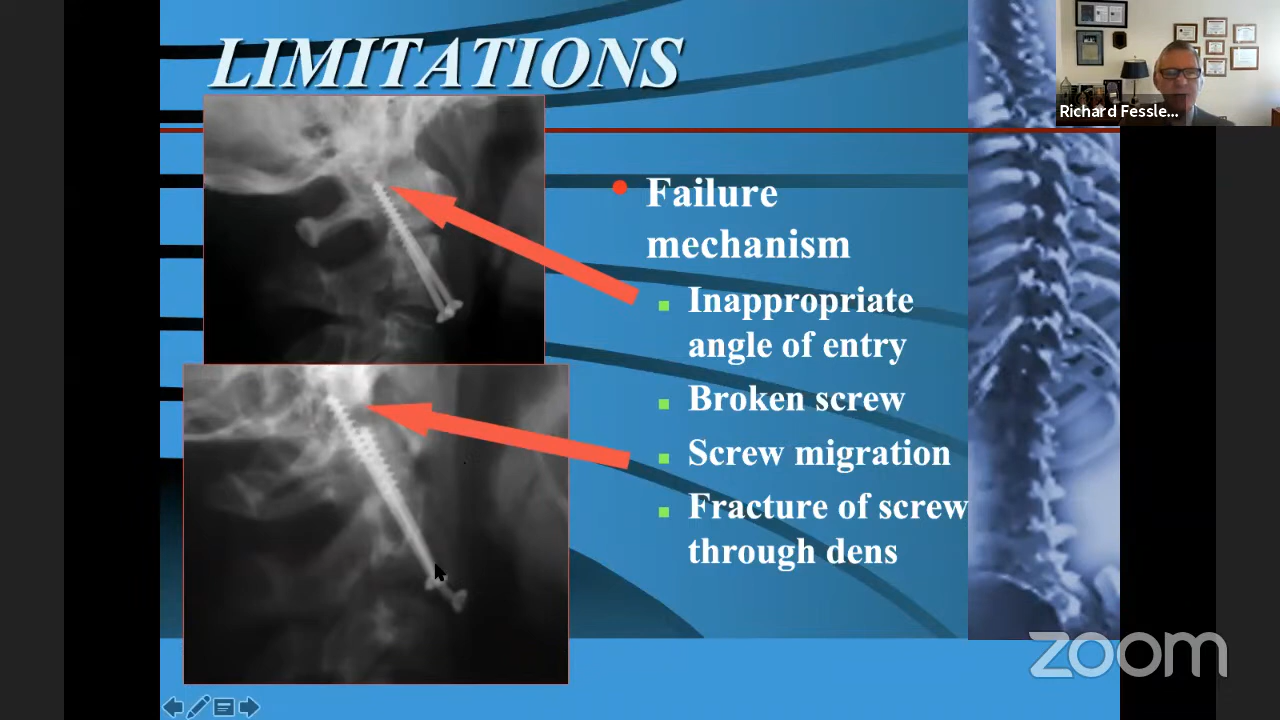 LIMITATIONS
Richard Fessle...
Failure
mechanism
Inappropriate
angle of entry
Broken screw
Screw migration
Fracture of screw
through dens
zoom